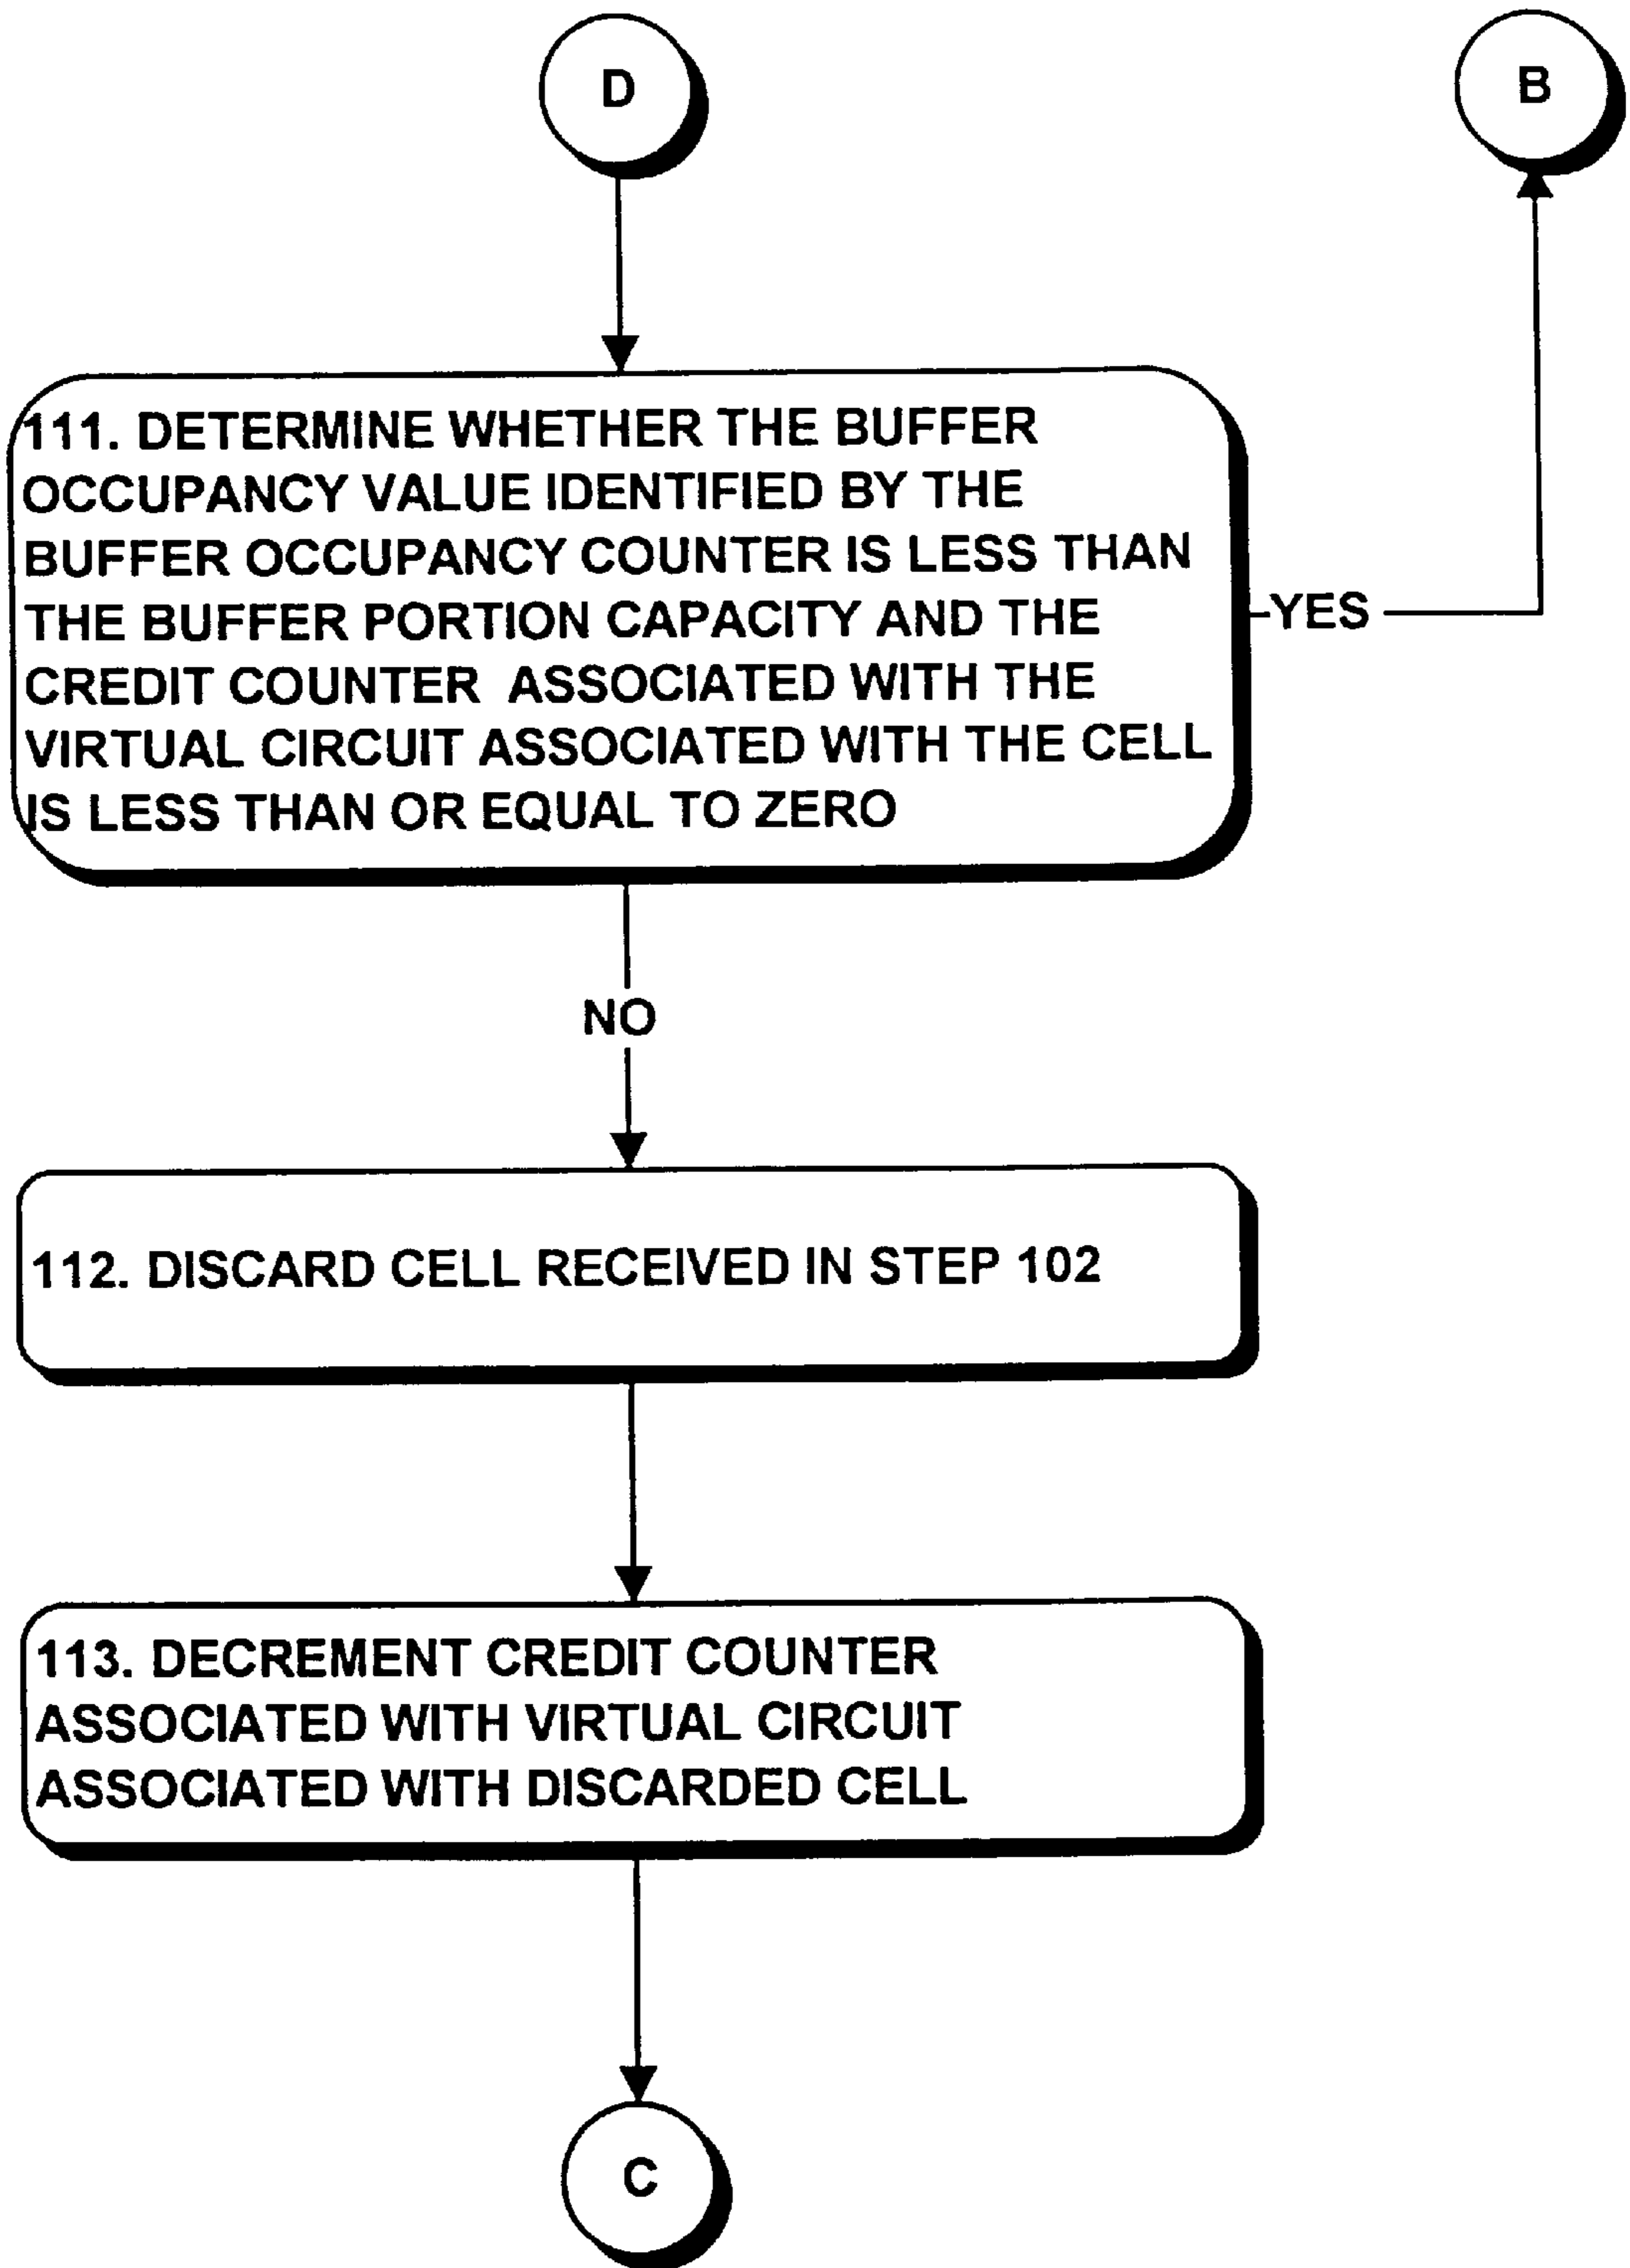 D
B
111. DETERMINE WHETHER THE BUFFER
OCCUPANCY VALUE IDENTIFIED BY THE
BUFFER OCCUPANCY COUNTER IS LESS THAN
THE BUFFER PORTION CAPACITY AND THE
CREDIT COUNTER ASSOCIATED WITH THE
VIRTUAL CIRCUIT ASSOCIATED WITH THE CELL
IS LESS THAN OR EQUAL TO ZERO
YES
NO
112. DISCARD CELL RECEIVED IN STEP 102
113. DECREMENT CREDIT COUNTER
ASSOCIATED WITH VIRTUAL CIRCUIT
ASSOCIATED WITH DISCARDED CELL
C